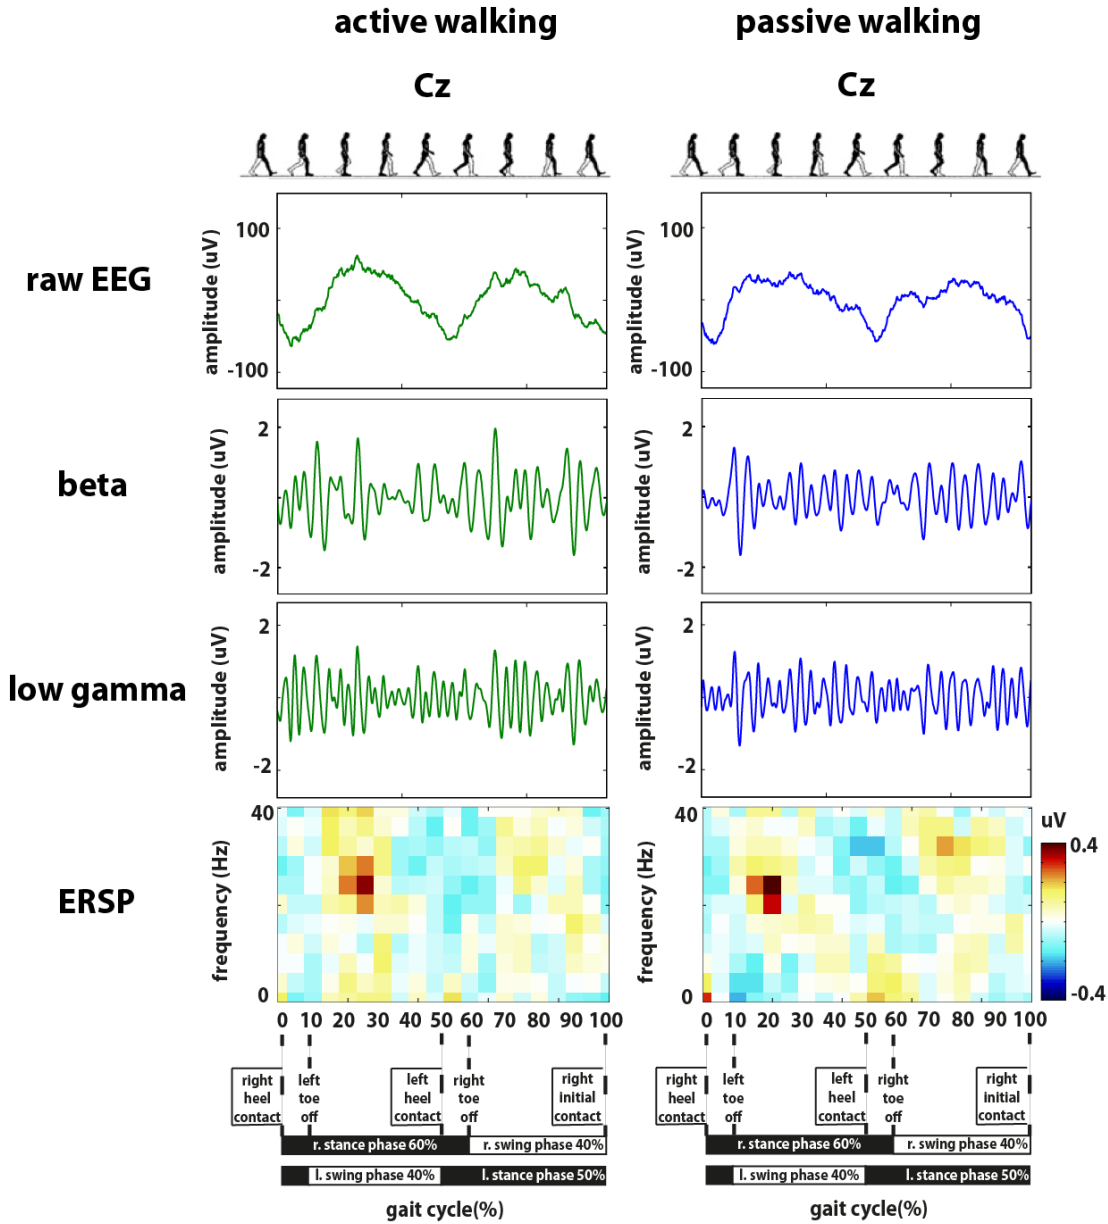 active walking
passive walking
Cz
Cz
raw EEG
amplitude (uV)
100
-100
amplitude (uV)
100
-100
beta
amplitude (uV)
2
-2
amplitude (uV)
2
-2
low gamma
amplitude (uV)
2
-2
amplitude (uV)
2
-2
ERSP
frequency (Hz)
40
0
frequency (Hz)
40
0
uV
0.4
-0.4
0 10 20 30 40 50 60 70 80 90 100
0 10 20 30 40 50 60 70 80 90 100
right
heel
contact
left
toe
off
left
heel
contact
right
toe
off
right
initial
contact
right
heel
contact
left
toe
off
left
heel
contact
right
toe
off
right
initial
contact
r. stance phase 60%
r. swing phase 40%
r. stance phase 60%
r. swing phase 40%
l. swing phase 40%
l. stance phase 50%
l. swing phase 40%
l. stance phase 50%
gait cycle(%)
gait cycle(%)